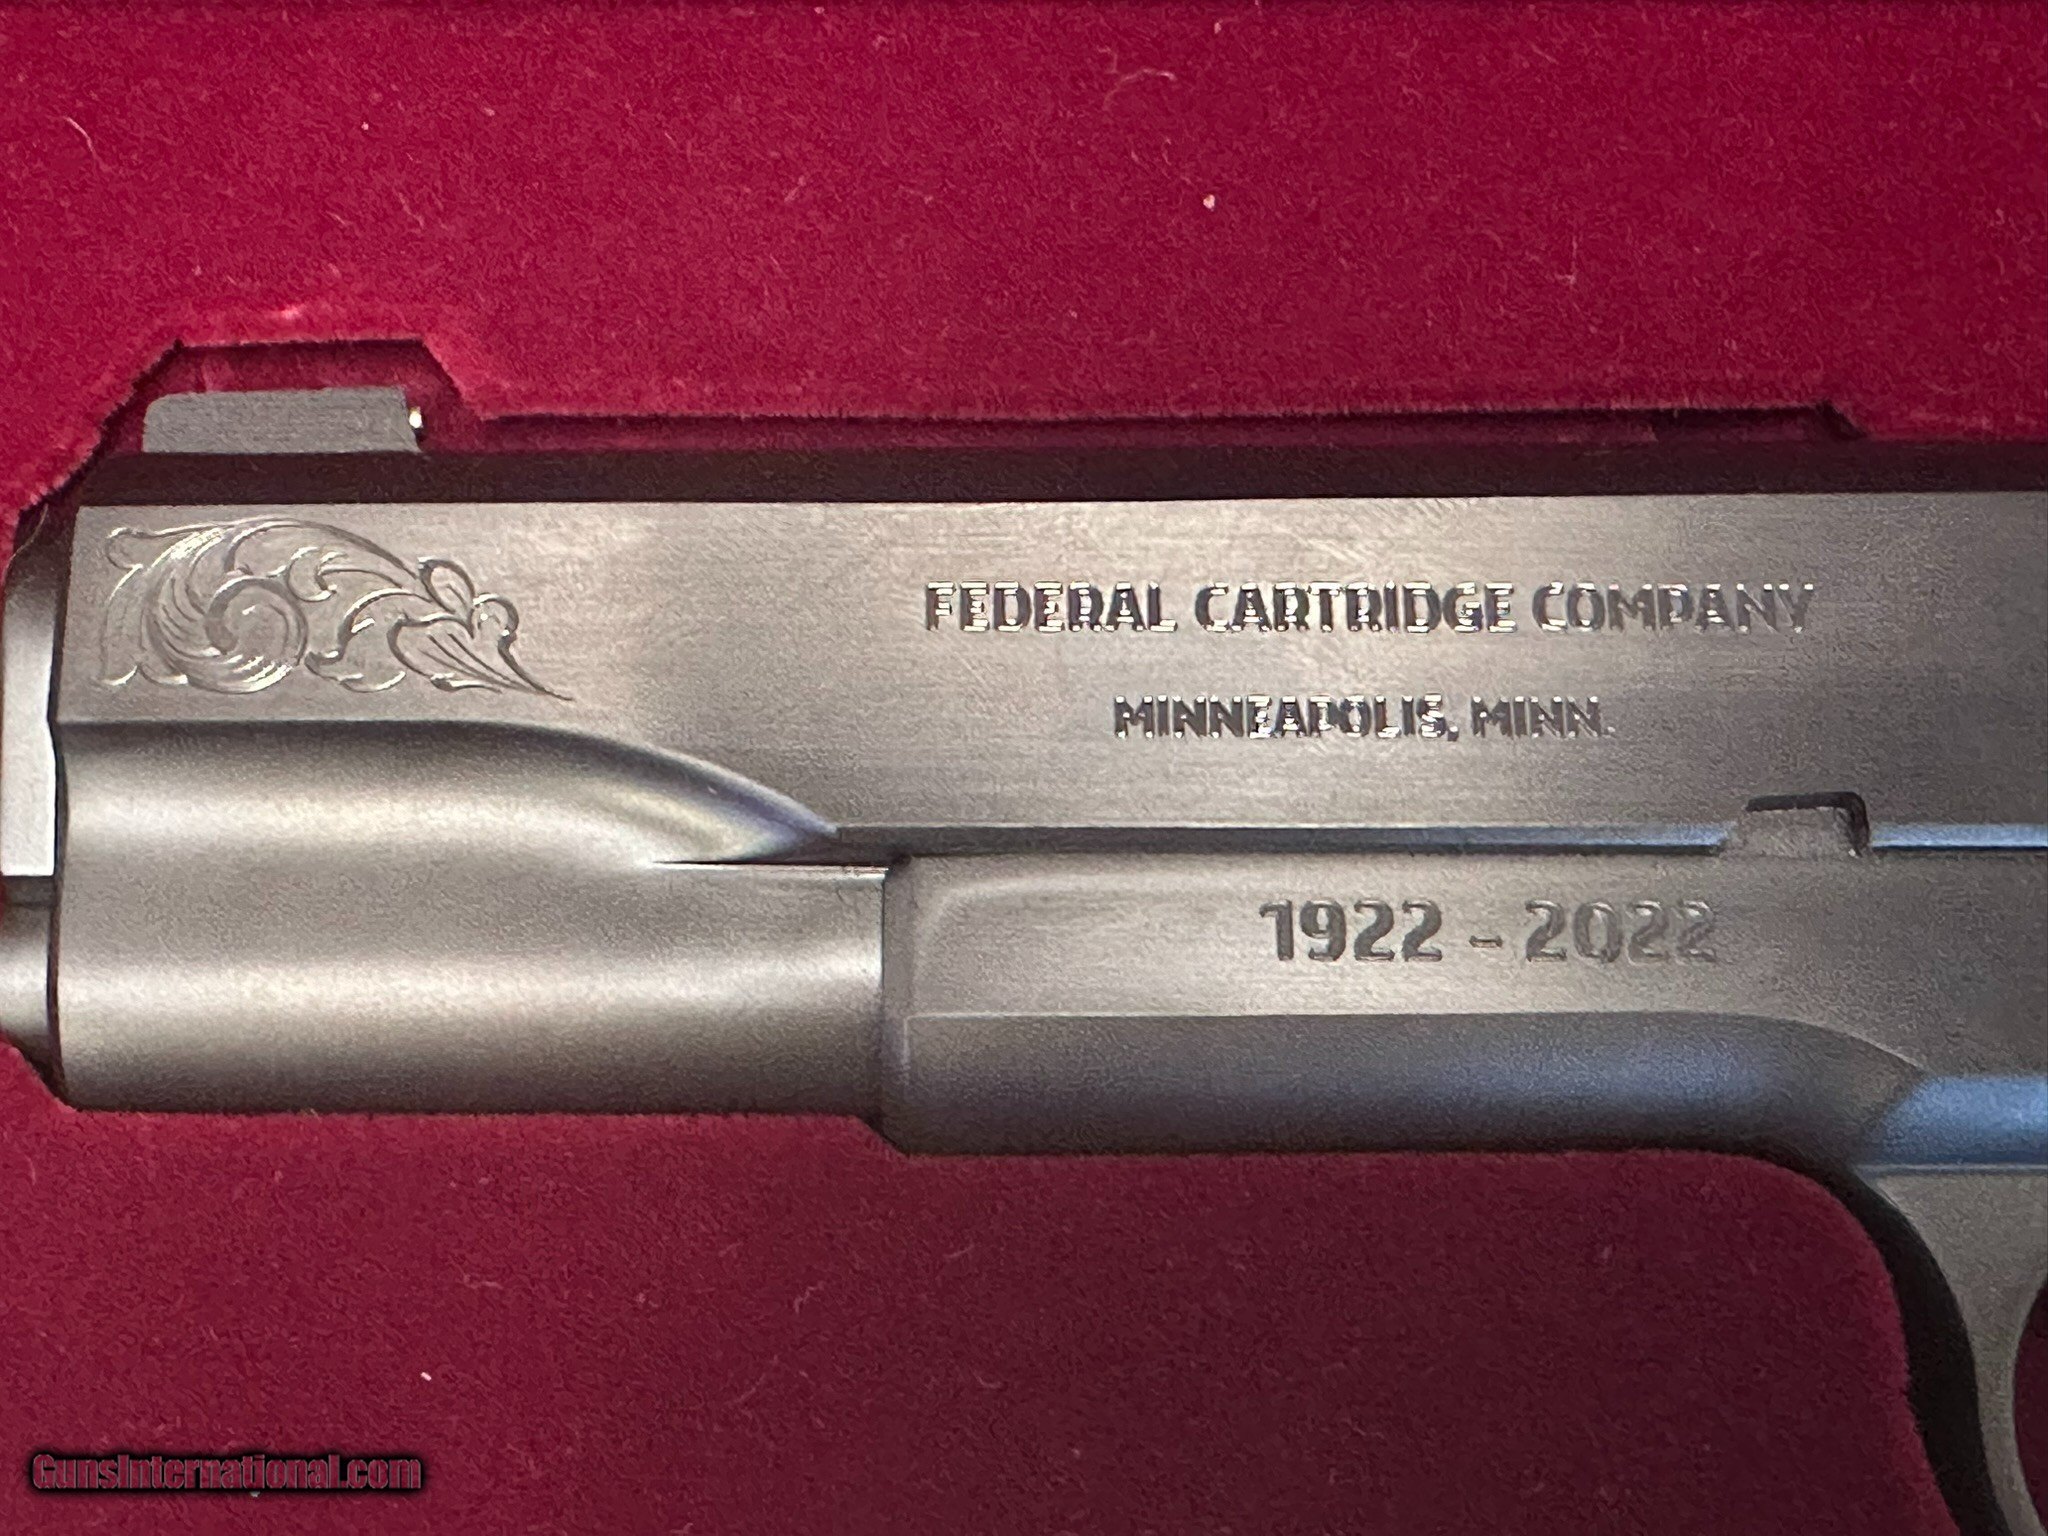 FEDERAL CARTRIDGE COMPANY
MINNEAPOLIS, MINN.
1922 - 2022
GunsInternational.com